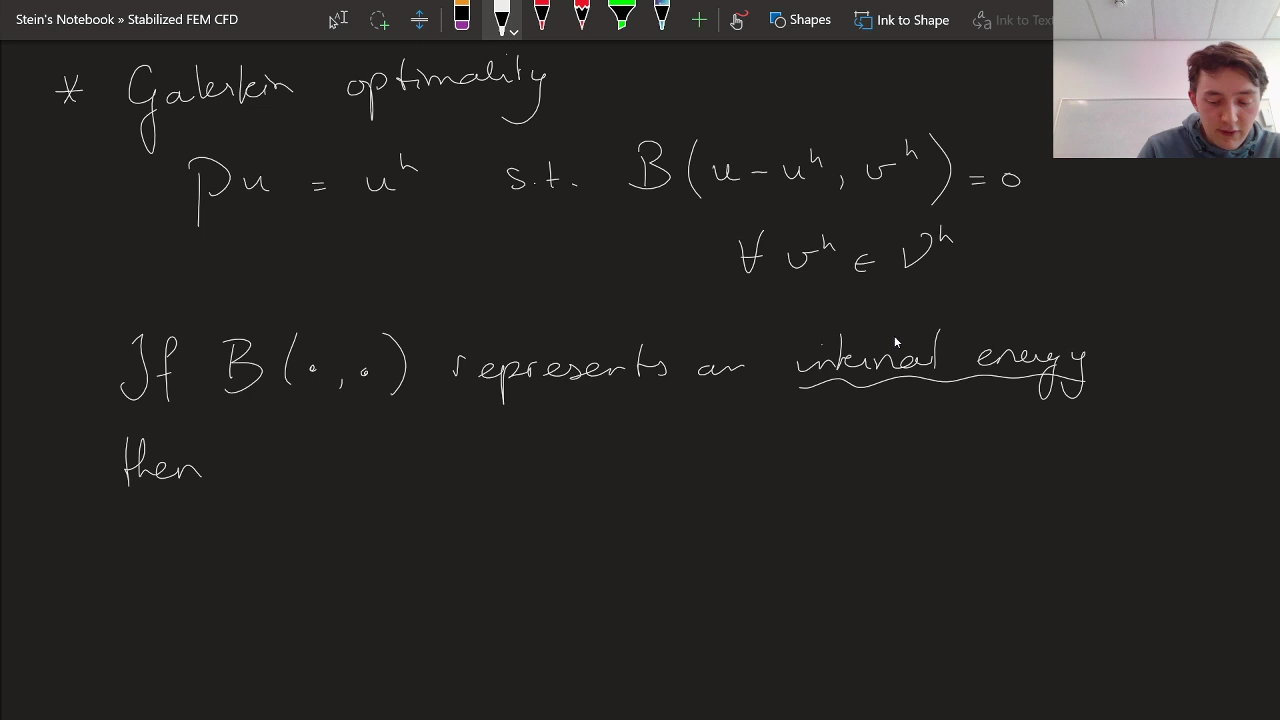 Stein's Notebook » Stabilized FEM CFD
Shapes
Ink to Shape
Ink to Text
* Galerkin optimality
Pu = u^h s.t. B(u - u^h, v^h) = 0
∀ v^h ∈ V^h
If B(·,·) represents an internal energy
then